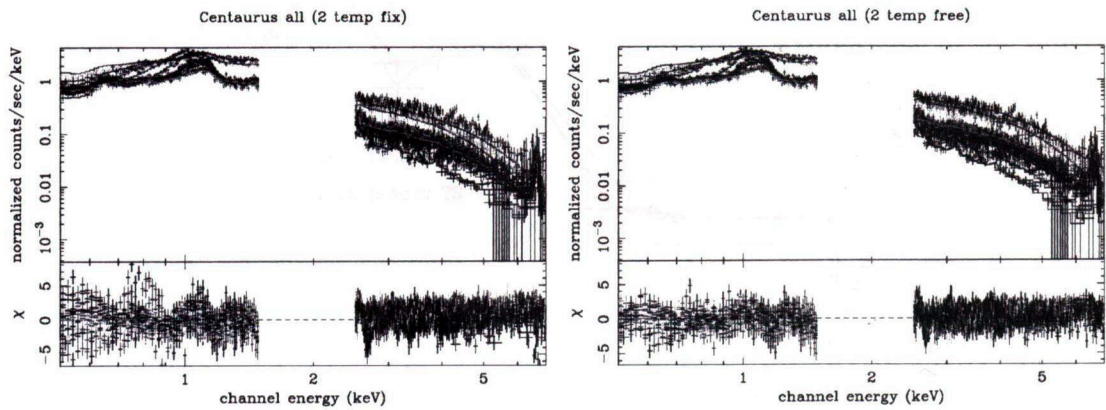 Centaurus all (2 temp fix)
normalized counts/sec/keV
1
0.1
0.01
10⁻³
χ
5
0
-5
1
2
5
channel energy (keV)
Centaurus all (2 temp free)
normalized counts/sec/keV
1
0.1
0.01
10⁻³
χ
5
0
-5
1
2
5
channel energy (keV)